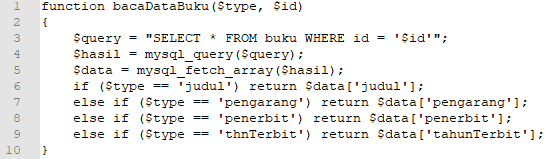 1 function bacaDataBuku($type, $id)
2 {
3 $query = "SELECT * FROM buku WHERE id = '$id'";
4 $hasil = mysql_query($query);
5 $data = mysql_fetch_array($hasil);
6 if ($type == 'judul') return $data['judul'];
7 else if ($type == 'pengarang') return $data['pengarang'];
8 else if ($type == 'penerbit') return $data['penerbit'];
9 else if ($type == 'thnTerbit') return $data['tahunTerbit'];
10 }